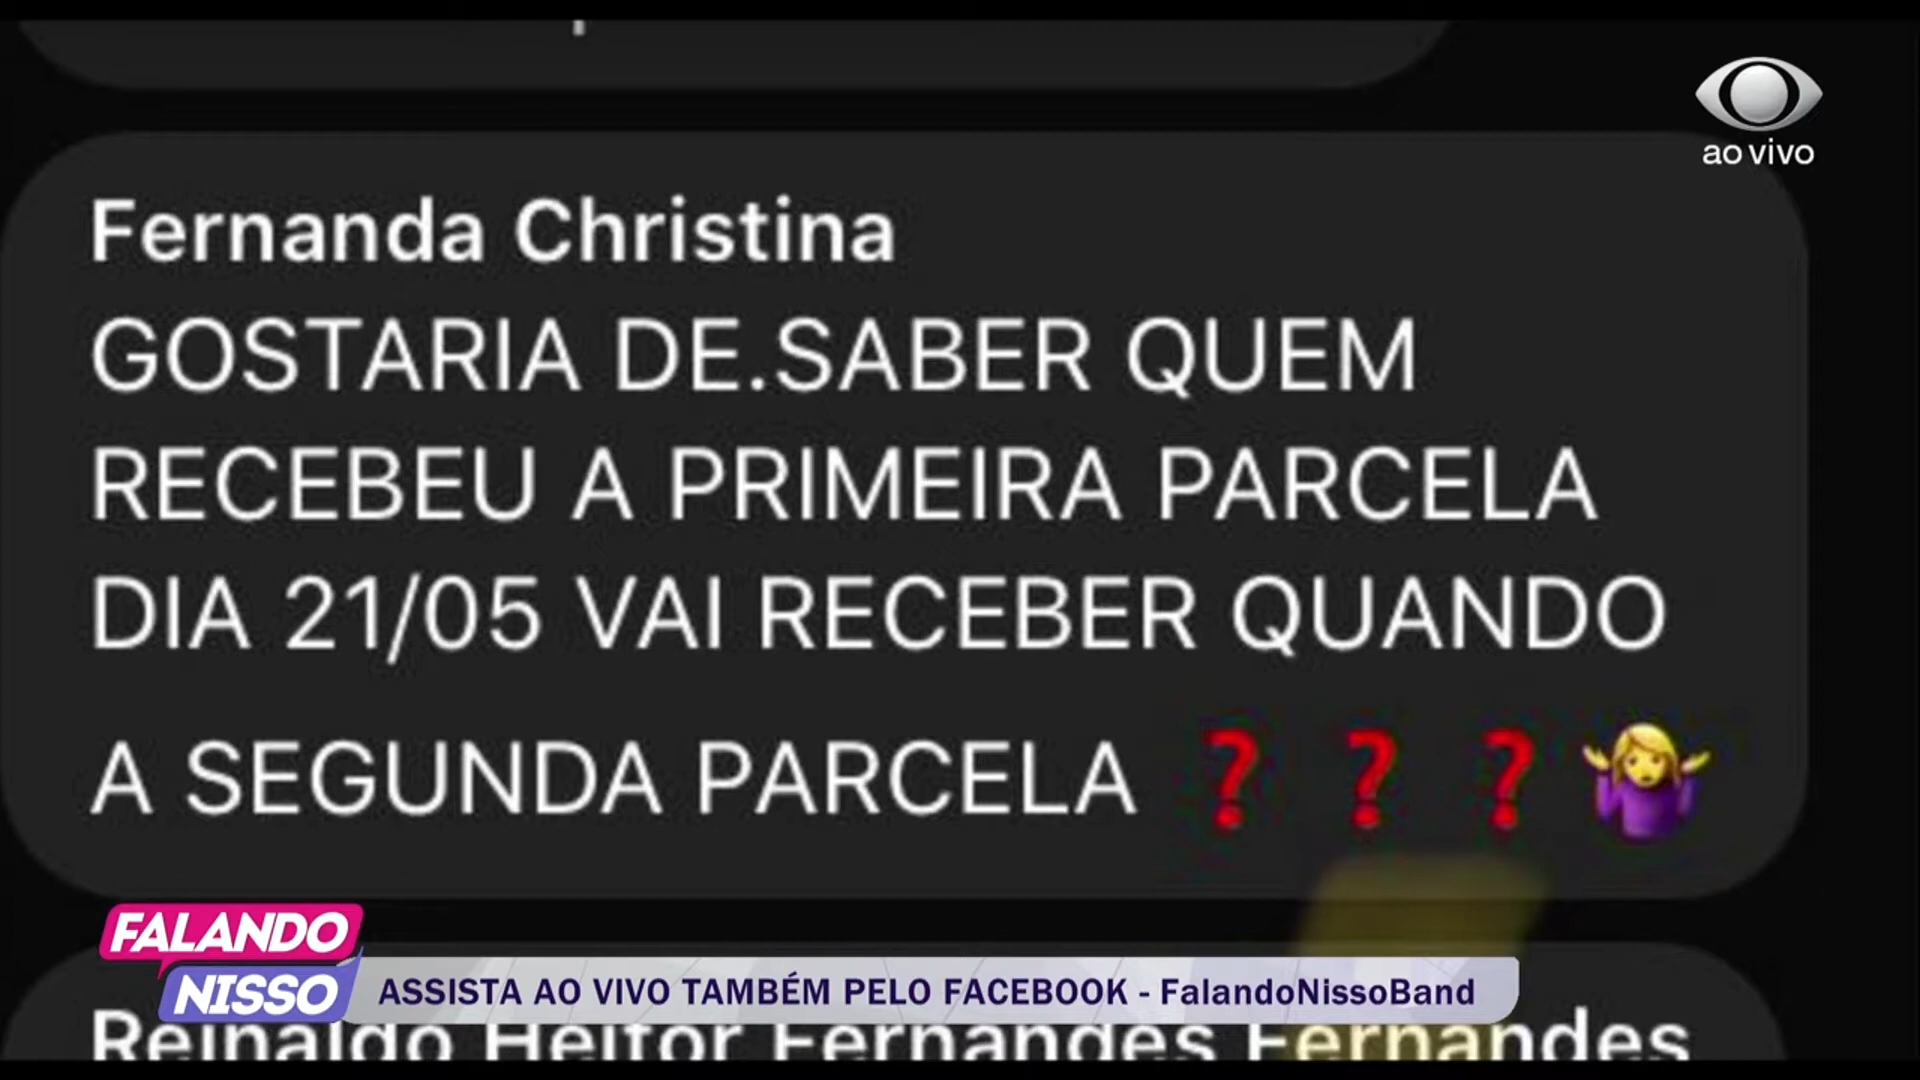 ao vivo
Fernanda Christina
GOSTARIA DE.SABER QUEM
RECEBEU A PRIMEIRA PARCELA
DIA 21/05 VAI RECEBER QUANDO
A SEGUNDA PARCELA ❓❓❓🤷‍♀️
FALANDO
NISSO
ASSISTA AO VIVO TAMBÉM PELO FACEBOOK - FalandoNissoBand
Reinaldo Heitor Fernandes Fernandes